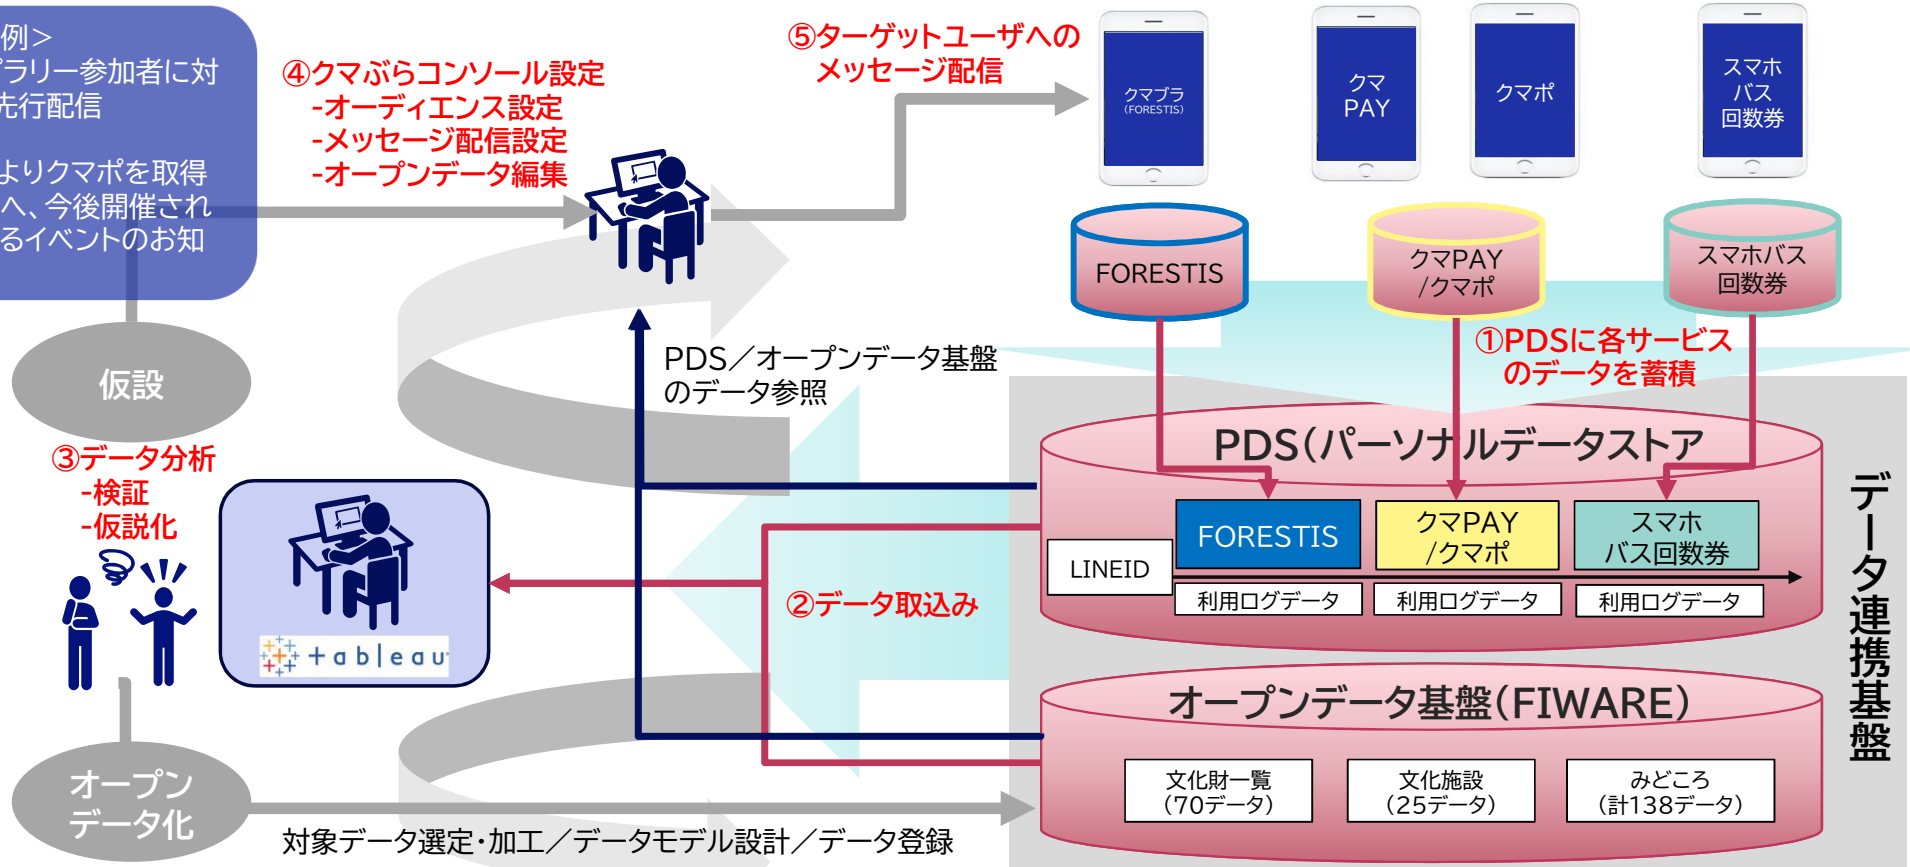 例>
プラリー参加者に対
先行配信
よりクマポを取得
へ、今後開催され
るイベントのお知
④クマぶらコンソール設定
-オーディエンス設定
-メッセージ配信設定
-オープンデータ編集
⑤ターゲットユーザへの
メッセージ配信
クマブラ
(FORESTIS)
クマ
PAY
クマポ
スマホ
バス
回数券
FORESTIS
クマPAY
/クマポ
スマホバス
回数券
①PDSに各サービス
のデータを蓄積
仮設
PDS/オープンデータ基盤
のデータ参照
③データ分析
-検証
-仮説化
+ableau
②データ取込み
PDS(パーソナルデータストア
LINEID
FORESTIS
クマPAY
/クマポ
スマホ
バス回数券
利用ログデータ
利用ログデータ
利用ログデータ
データ連携基盤
オープンデータ基盤(FIWARE)
文化財一覧
(70データ)
文化施設
(25データ)
みどころ
(計138データ)
オープン
データ化
対象データ選定・加工/データモデル設計/データ登録